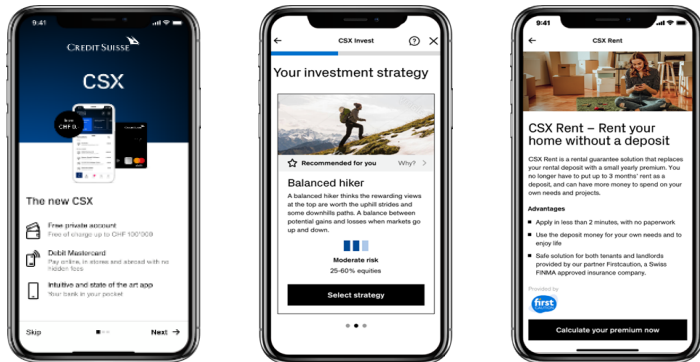 9:41
CREDIT SUISSE
CSX
from
CHF 0.
The new CSX
Free private account
Free of charge up to CHF 100'000
Debit Mastercard
Pay online, in stores and abroad with no
hidden fees
Intuitive and state of the art app
Your bank in your pocket
Skip
Next →
9:41
CSX Invest
Your investment strategy
Recommended for you
Why?
Balanced hiker
A balanced hiker thinks the rewarding views
at the top are worth the uphill strides and
some downhills paths. A balance between
potential gains and losses when markets go
up and down.
Moderate risk
25-60% equities
Select strategy
9:41
CSX Rent
CSX Rent – Rent your
home without a deposit
CSX Rent is a rental guarantee solution that replaces
your rental deposit with a small yearly premium. You
no longer have to put up to 3 months' rent as a
deposit, and can have more money to spend on your
own needs and projects.
Advantages
Apply in less than 2 minutes, with no paperwork
Use the deposit money for your own needs and to
enjoy life
Safe solution for both tenants and landlords
provided by our partner Firstcaution, a Swiss
FINMA approved insurance company.
Provided by
first
Calculate your premium now